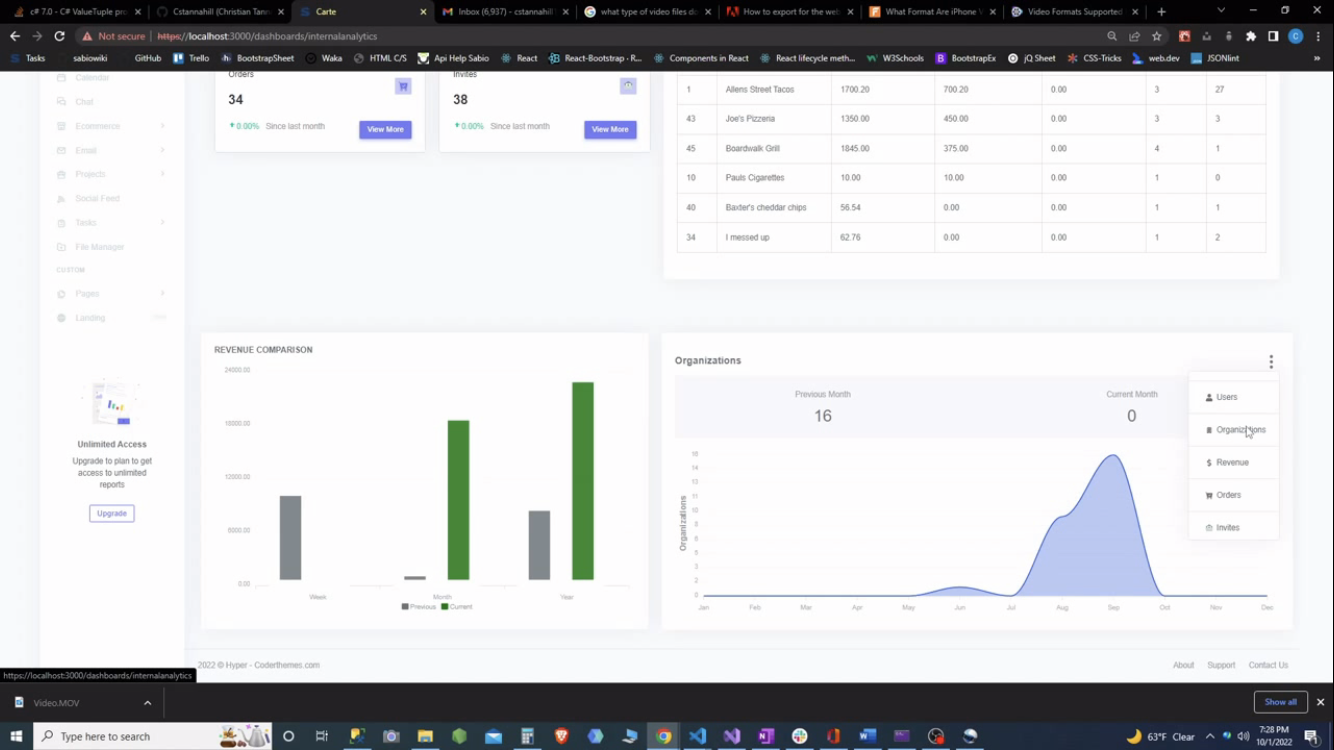 c# 7.0 - C# ValueTuple pro
Cstannahill (Christian Tann
Carte
Inbox (6,937) - cstannahill
what type of video files do
How to export for the web
What Format Are iPhone V
Video Formats Supported
Not secure
https://localhost:3000/dashboards/internalanalytics
Tasks
sabiowiki
GitHub
Trello
BootstrapSheet
Waka
HTML C/S
Api Help Sabio
React
React-Bootstrap · R...
Components in React
React lifecycle meth...
W3Schools
BootstrapEx
jQ Sheet
CSS-Tricks
web.dev
JSONlint
Calendar
Chat
Ecommerce
Email
Projects
Social Feed
Tasks
File Manager
CUSTOM
Pages
Landing
Unlimited Access
Upgrade to plan to get
access to unlimited
reports
Upgrade
Orders
34
0.00% Since last month
View More
Invites
38
0.00% Since last month
View More
1 Allens Street Tacos 1700.20 700.20 0.00 3 27
43 Joe's Pizzeria 1350.00 450.00 0.00 3 3
45 Boardwalk Grill 1845.00 375.00 0.00 4 1
10 Pauls Cigarettes 10.00 10.00 0.00 1 0
40 Baxter's cheddar chips 56.54 0.00 0.00 1 1
34 I messed up 62.76 0.00 0.00 1 2
REVENUE COMPARISON
24000.00
18000.00
12000.00
6000.00
0.00
Week Month Year
Previous Current
Organizations
Previous Month
16
Current Month
0
Users
Organizations
Revenue
Orders
Invites
Organizations
16
14
13
11
10
8
6
5
3
2
0
Jan Feb Mar Apr May Jun Jul Aug Sep Oct Nov Dec
2022 © Hyper - Coderthemes.com
About Support Contact Us
https://localhost:3000/dashboards/internalanalytics
Video.MOV
Show all
Type here to search
63°F Clear
7:28 PM
10/1/2022